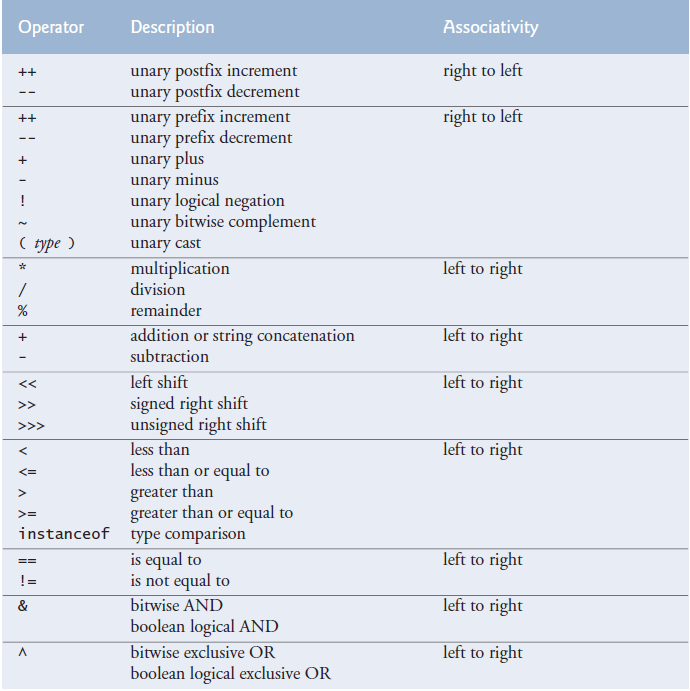 Operator Description Associativity
++ unary postfix increment right to left
-- unary postfix decrement
++ unary prefix increment right to left
-- unary prefix decrement
+ unary plus
- unary minus
! unary logical negation
~ unary bitwise complement
( type ) unary cast
* multiplication left to right
/ division
% remainder
+ addition or string concatenation left to right
- subtraction
<< left shift left to right
>> signed right shift
>>> unsigned right shift
< less than left to right
<= less than or equal to
> greater than
>= greater than or equal to
instanceof type comparison
== is equal to left to right
!= is not equal to
& bitwise AND left to right
boolean logical AND
^ bitwise exclusive OR left to right
boolean logical exclusive OR